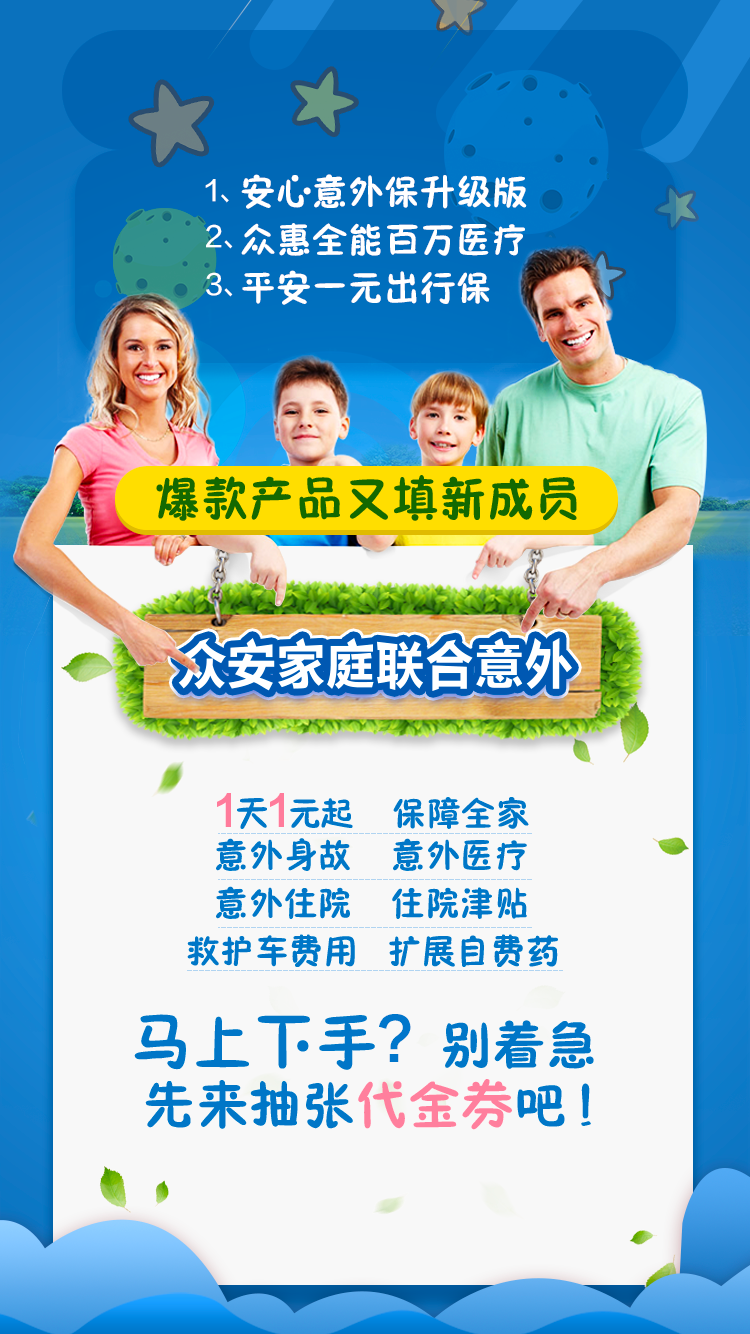 1、安心意外保升级版
2、众惠全能百万医疗
3、平安一元出行保
爆款产品又填新成员
众安家庭联合意外
1天1元起 保障全家
意外身故 意外医疗
意外住院 住院津贴
救护车费用 扩展自费药
马上下手？别着急
先来抽张代金券吧！